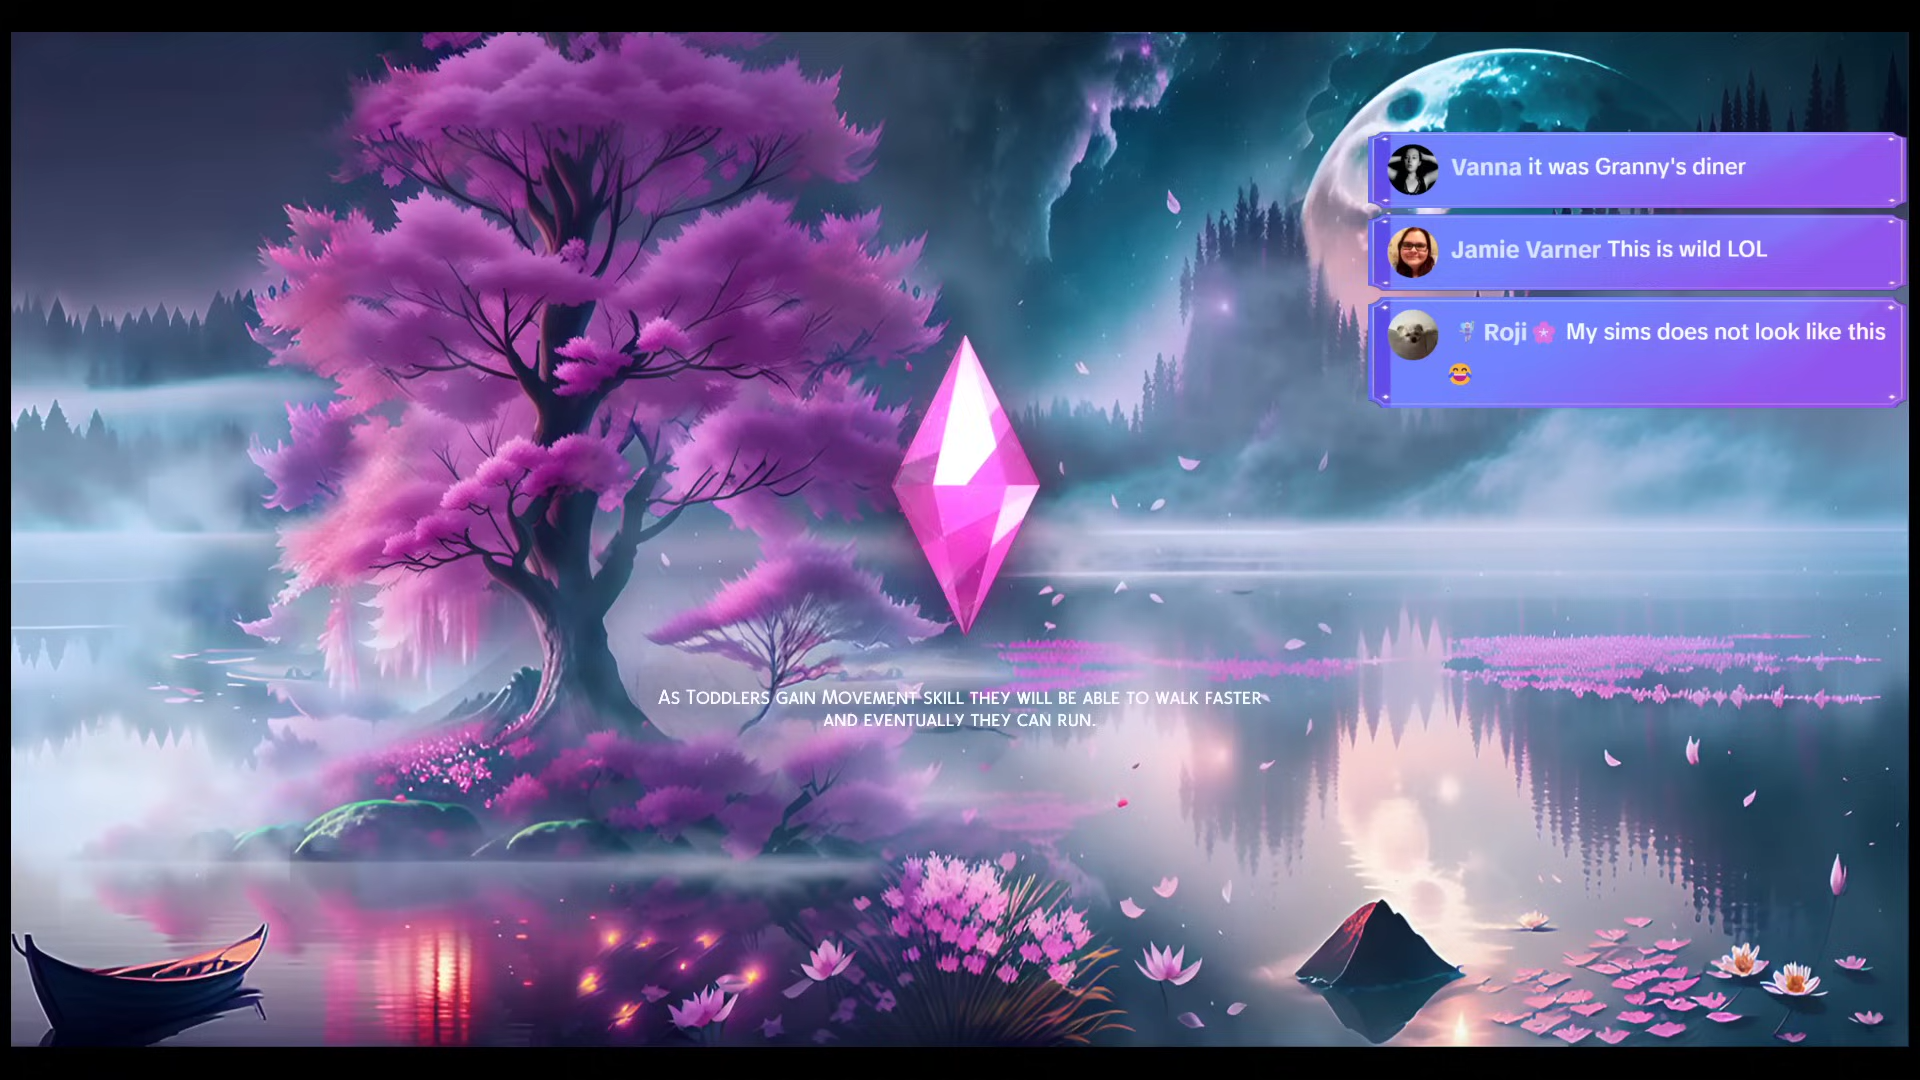 Vanna it was Granny's diner
Jamie Varner This is wild LOL
Roji🌸 My sims does not look like this
😂
As Toddlers gain Movement skill they will be able to walk faster
and eventually they can run.